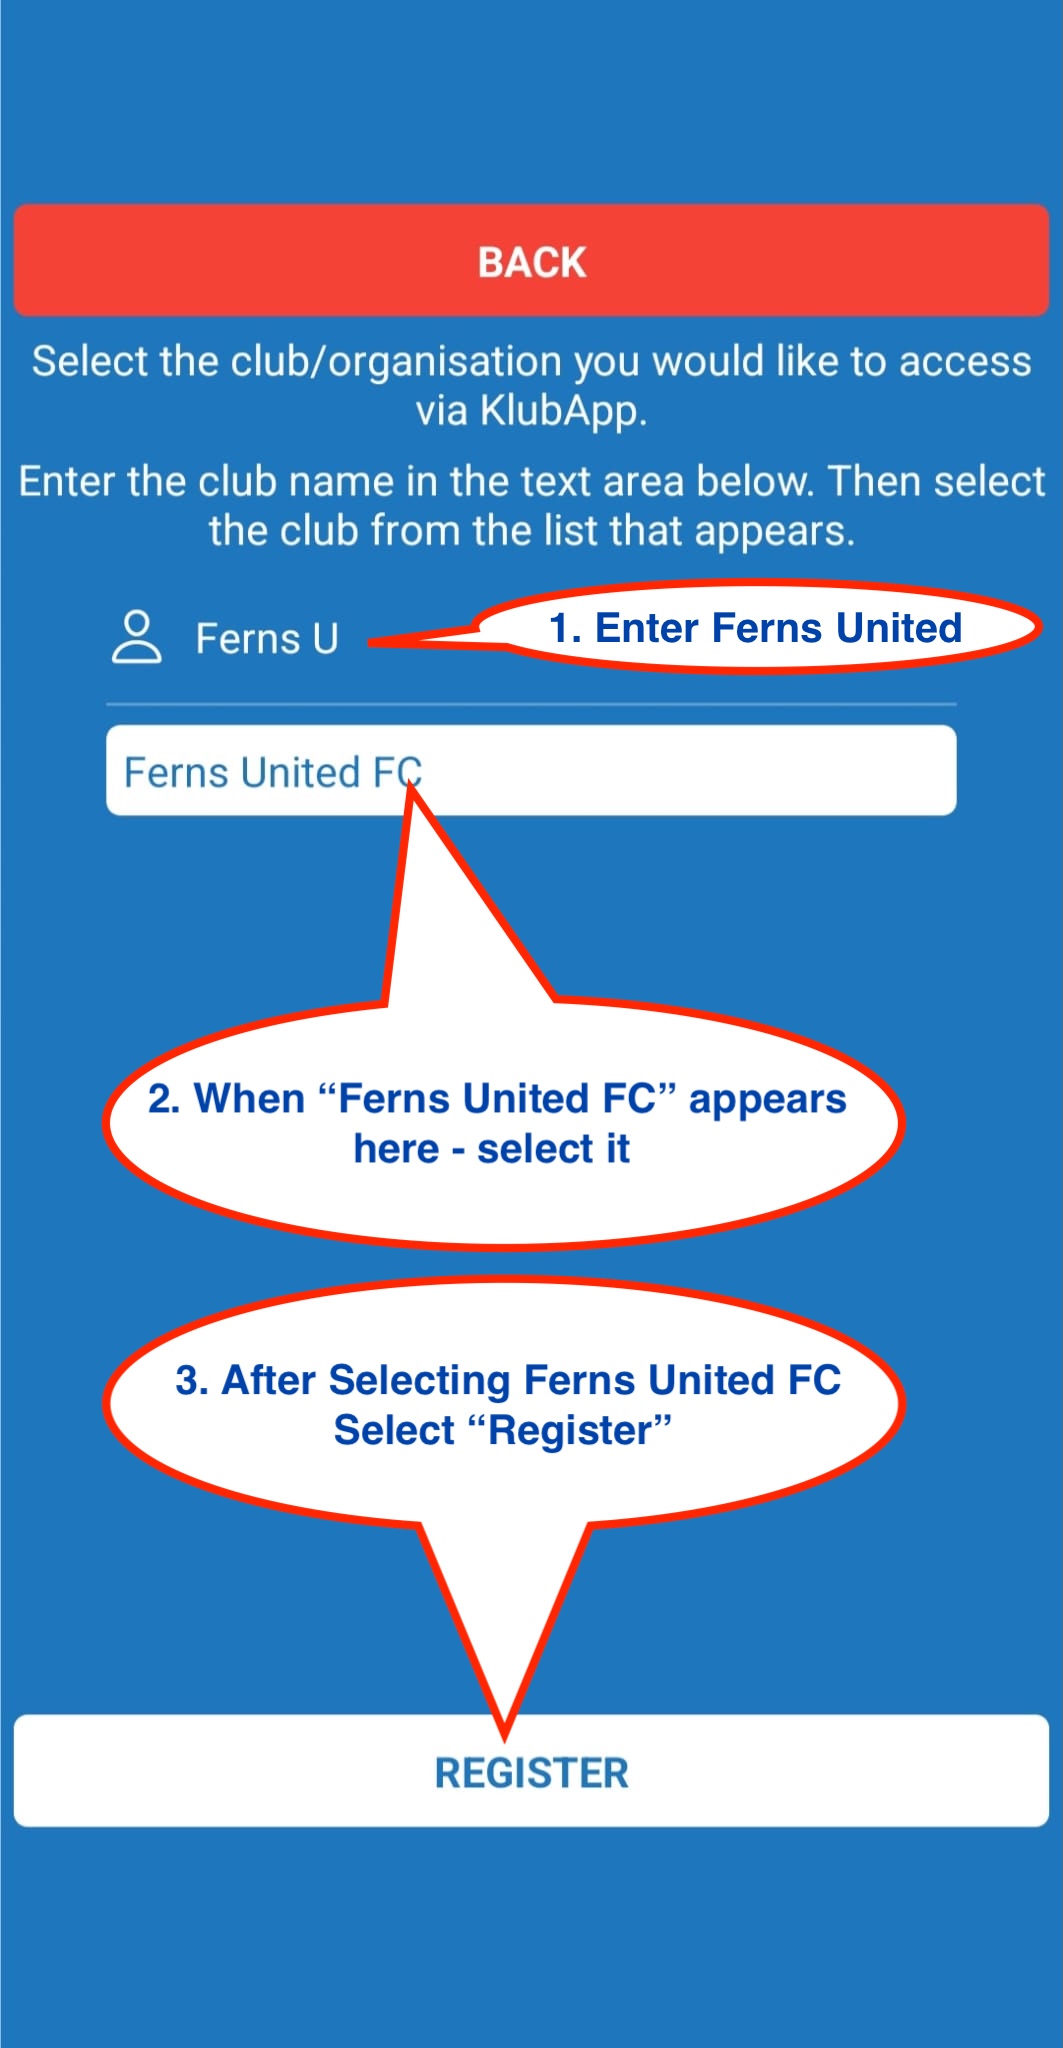 BACK
Select the club/organisation you would like to access
via KlubApp.
Enter the club name in the text area below. Then select
the club from the list that appears.
Ferns U
1. Enter Ferns United
Ferns United FC
2. When “Ferns United FC” appears
here - select it
3. After Selecting Ferns United FC
Select “Register”
REGISTER